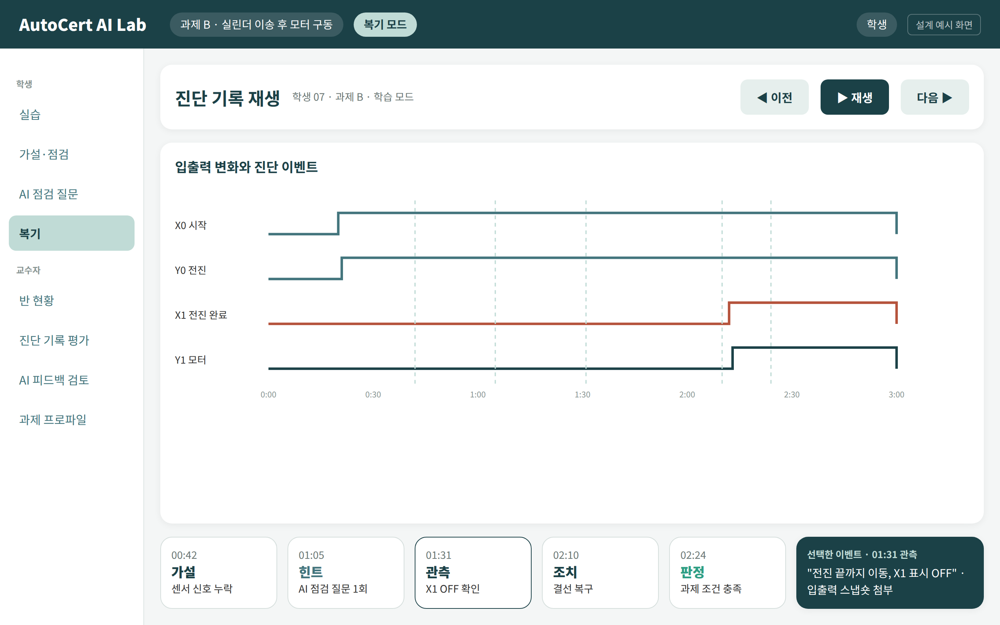 AutoCert AI Lab
과제 B · 실린더 이송 후 모터 구동
복기 모드
학생
설계 예시 화면
학생
실습
가설·점검
AI 점검 질문
복기
교수자
반 현황
진단 기록 평가
AI 피드백 검토
과제 프로파일
진단 기록 재생
학생 07 · 과제 B · 학습 모드
◀ 이전
▶ 재생
다음 ▶
입출력 변화와 진단 이벤트
X0 시작
Y0 전진
X1 전진 완료
Y1 모터
0:00
0:30
1:00
1:30
2:00
2:30
3:00
00:42
가설
센서 신호 누락
01:05
힌트
AI 점검 질문 1회
01:31
관측
X1 OFF 확인
02:10
조치
결선 복구
02:24
판정
과제 조건 충족
선택한 이벤트 · 01:31 관측
"전진 끝까지 이동, X1 표시 OFF" ·
입출력 스냅숏 첨부